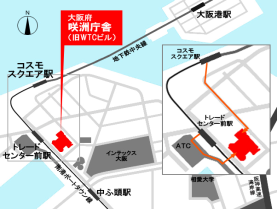 N
大阪府
咲洲庁舎
(旧WTCビル)
大阪港駅
地下鉄中央線
コスモ
スクエア駅
トレード
センター前駅
インテックス
大阪
南港ポートタウン線
中ふ頭駅
コスモ
スクエア駅
トレード
センター前駅
ATC
相愛大学